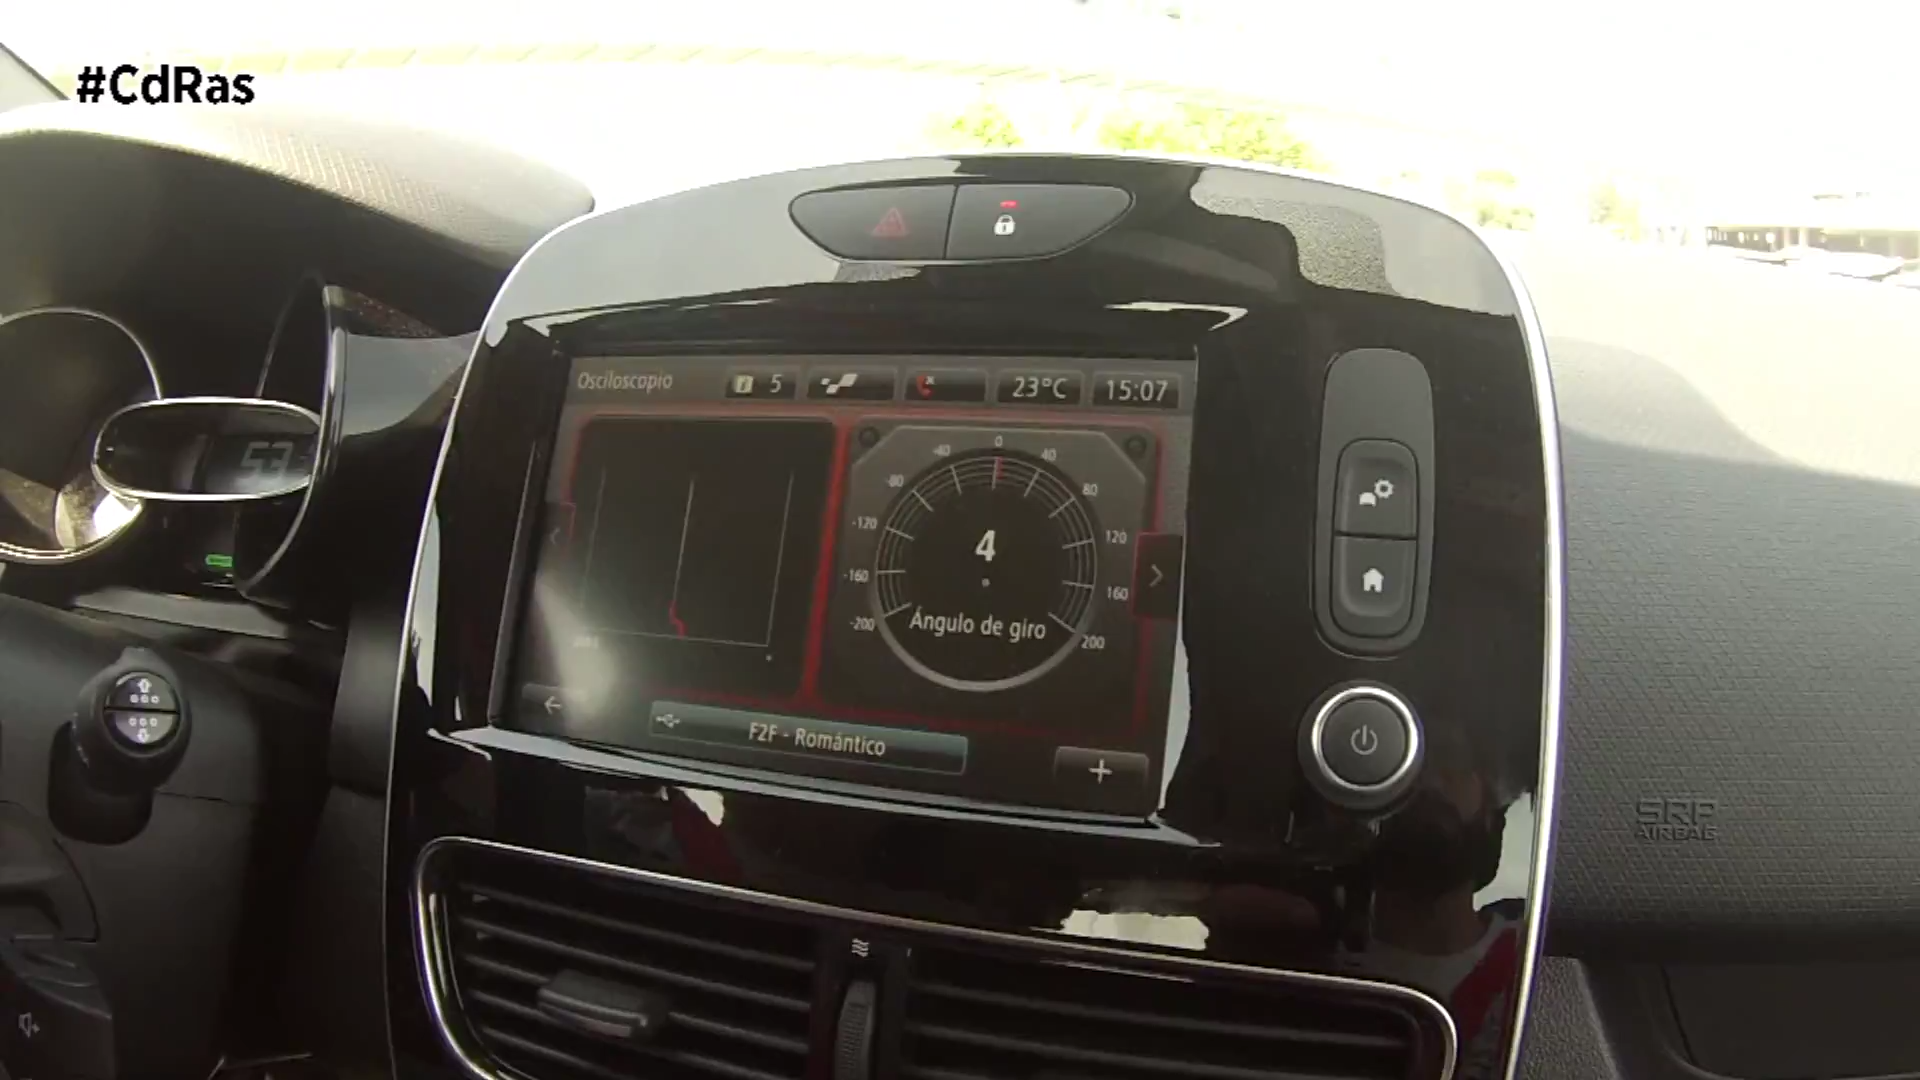 #CdRas
Osciloscopio
5
23°C
15:07
53
-40 0 40
-80 80
-120 120
-160 160
-200 200
4
°
Ángulo de giro
F2F - Romántico
+
SRP
AIRBAG